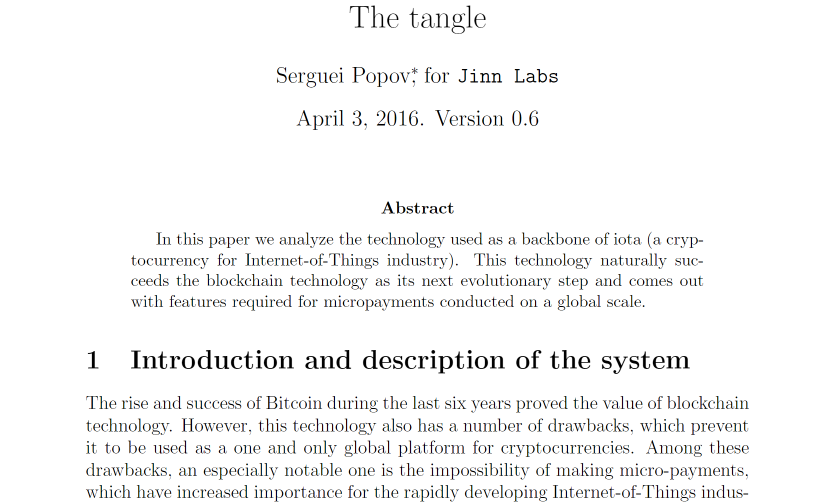 The tangle
Serguei Popov,* for Jinn Labs
April 3, 2016. Version 0.6
Abstract
In this paper we analyze the technology used as a backbone of iota (a cryp-
tocurrency for Internet-of-Things industry). This technology naturally suc-
ceeds the blockchain technology as its next evolutionary step and comes out
with features required for micropayments conducted on a global scale.
1 Introduction and description of the system
The rise and success of Bitcoin during the last six years proved the value of blockchain
technology. However, this technology also has a number of drawbacks, which prevent
it to be used as a one and only global platform for cryptocurrencies. Among these
drawbacks, an especially notable one is the impossibility of making micro-payments,
which have increased importance for the rapidly developing Internet-of-Things indus-